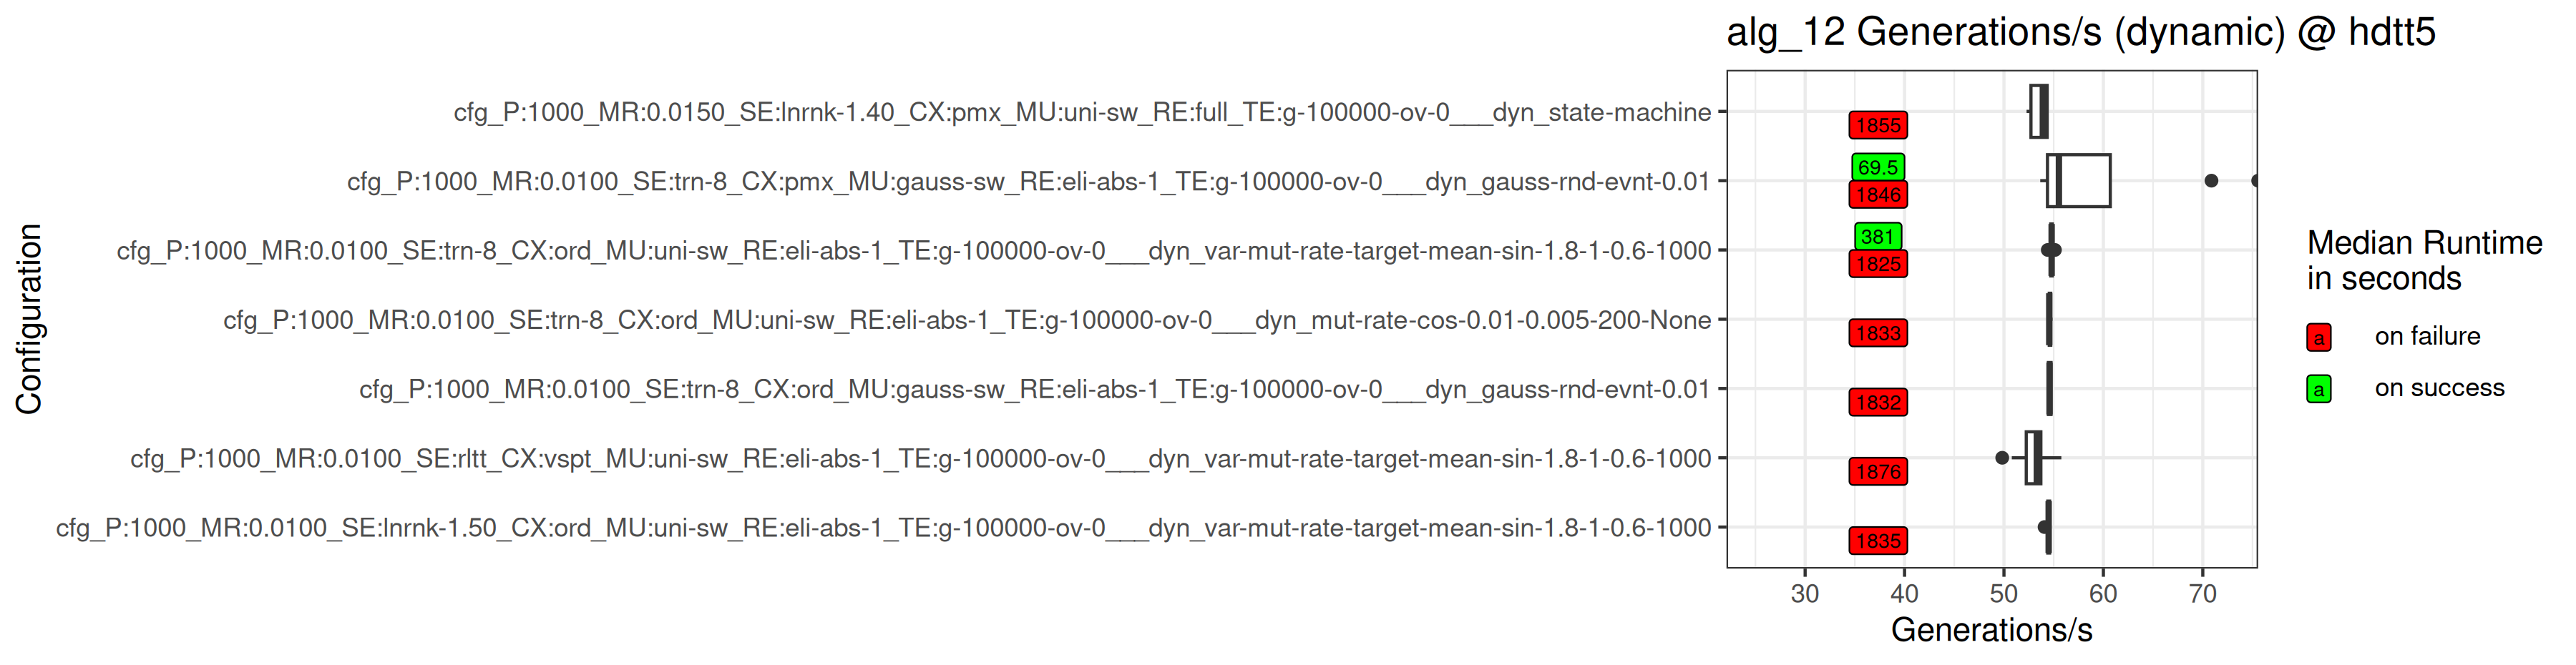 alg_12 Generations/s (dynamic) @ hdtt5
Configuration
cfg_P:1000_MR:0.0150_SE:lnrnk-1.40_CX:pmx_MU:uni-sw_RE:full_TE:g-100000-ov-0___dyn_state-machine
1855
cfg_P:1000_MR:0.0100_SE:trn-8_CX:pmx_MU:gauss-sw_RE:eli-abs-1_TE:g-100000-ov-0___dyn_gauss-rnd-evnt-0.01
69.5
1846
cfg_P:1000_MR:0.0100_SE:trn-8_CX:ord_MU:uni-sw_RE:eli-abs-1_TE:g-100000-ov-0___dyn_var-mut-rate-target-mean-sin-1.8-1-0.6-1000
381
1825
cfg_P:1000_MR:0.0100_SE:trn-8_CX:ord_MU:uni-sw_RE:eli-abs-1_TE:g-100000-ov-0___dyn_mut-rate-cos-0.01-0.005-200-None
1833
cfg_P:1000_MR:0.0100_SE:trn-8_CX:ord_MU:gauss-sw_RE:eli-abs-1_TE:g-100000-ov-0___dyn_gauss-rnd-evnt-0.01
1832
cfg_P:1000_MR:0.0100_SE:rltt_CX:vspt_MU:uni-sw_RE:eli-abs-1_TE:g-100000-ov-0___dyn_var-mut-rate-target-mean-sin-1.8-1-0.6-1000
1876
cfg_P:1000_MR:0.0100_SE:lnrnk-1.50_CX:ord_MU:uni-sw_RE:eli-abs-1_TE:g-100000-ov-0___dyn_var-mut-rate-target-mean-sin-1.8-1-0.6-1000
1835
30 40 50 60 70
Generations/s
Median Runtime
in seconds
a on failure
a on success